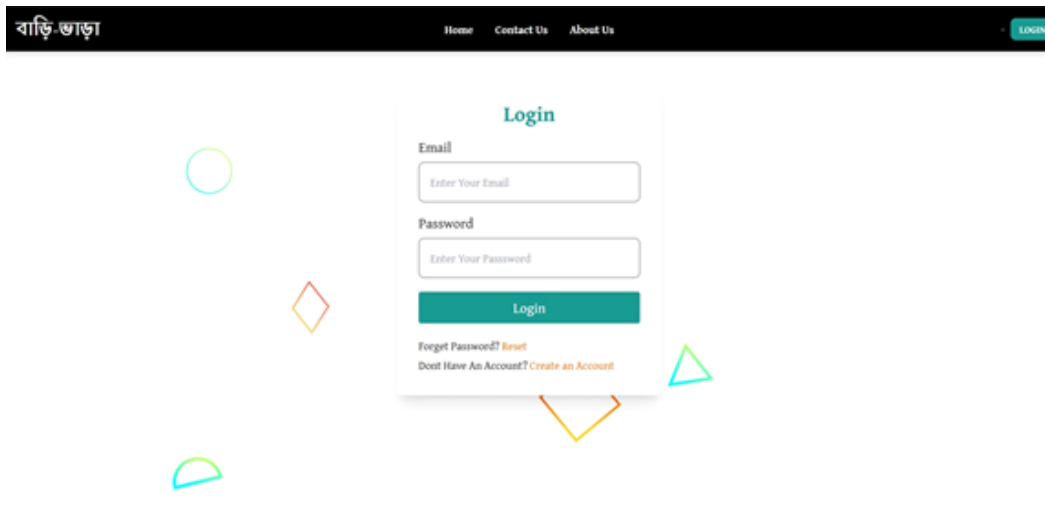 বাড়ি-ভাড়া
Home Contact Us About Us
LOGIN
Login
Email
Enter Your Email
Password
Enter Your Password
Login
Forget Password? Reset
Dont Have An Account? Create an Account